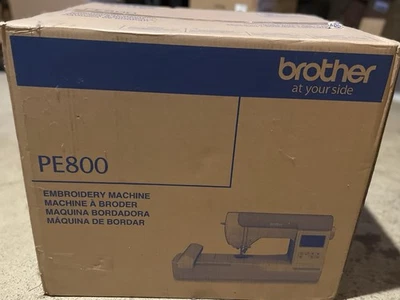 brother
at your side
PE800
EMBROIDERY MACHINE
MACHINE À BRODER
MAQUINA BORDADORA
MÁQUINA DE BORDAR